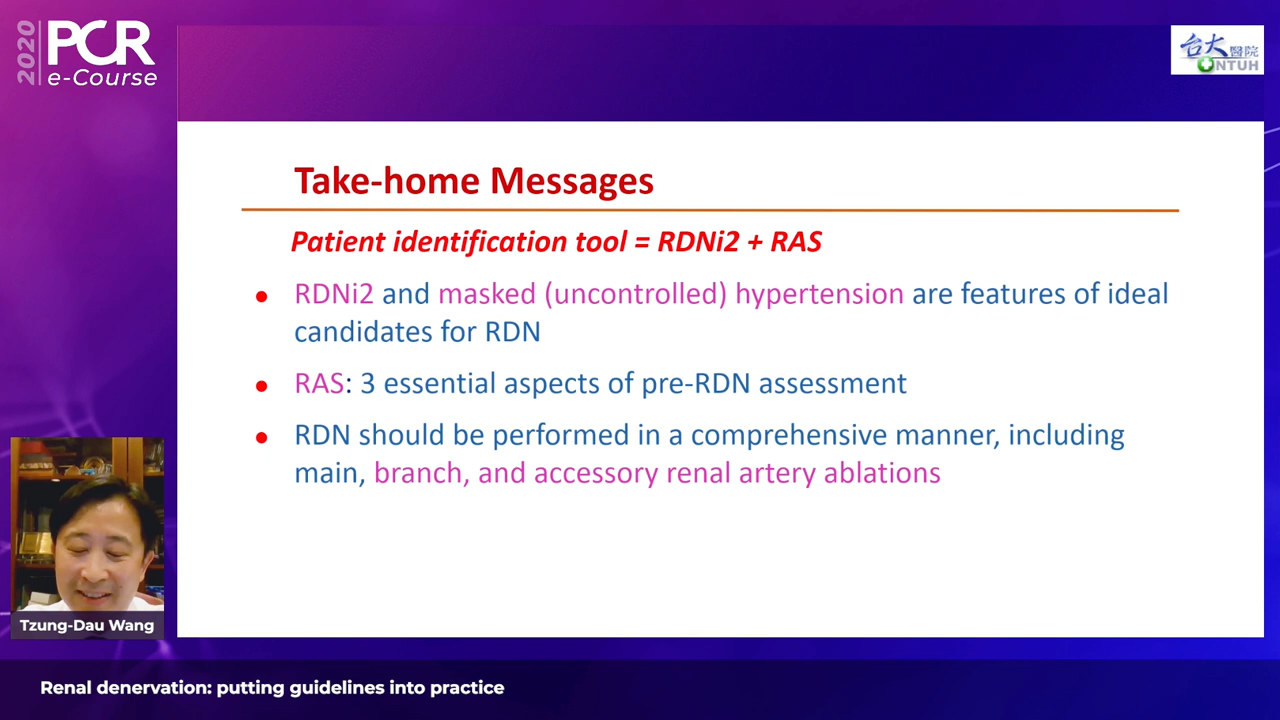 2020
PCR
e-Course
台大醫院
NTUH
Take-home Messages
Patient identification tool = RDNi2 + RAS
• RDNi2 and masked (uncontrolled) hypertension are features of ideal
candidates for RDN
• RAS: 3 essential aspects of pre-RDN assessment
• RDN should be performed in a comprehensive manner, including
main, branch, and accessory renal artery ablations
Tzung-Dau Wang
Renal denervation: putting guidelines into practice